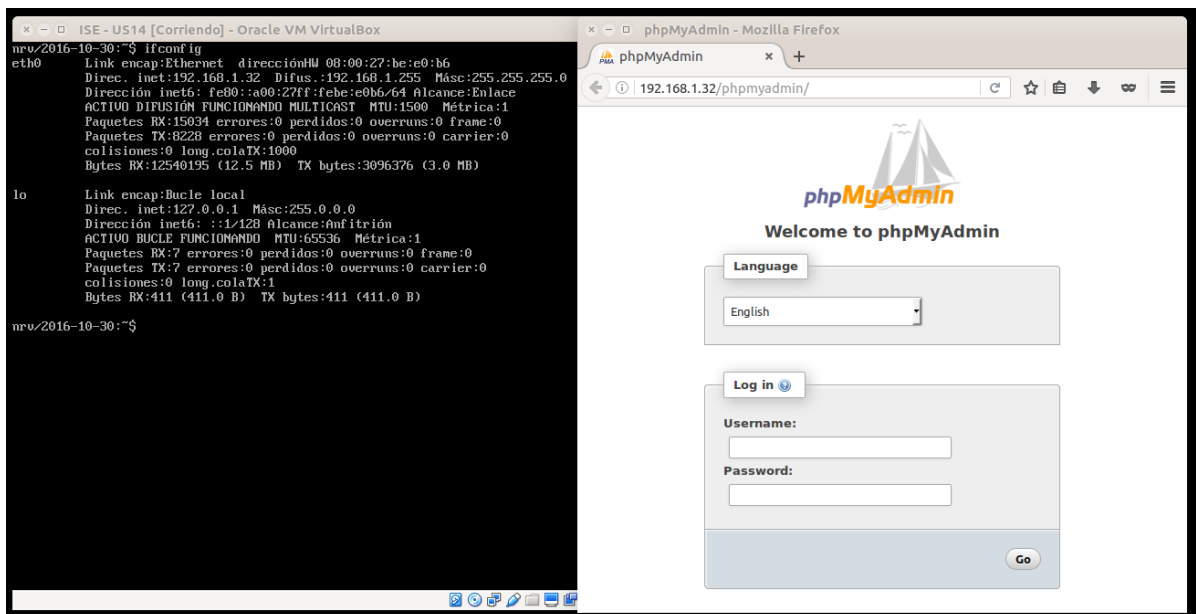 ISE - US14 [Corriendo] - Oracle VM VirtualBox
nrv/2016-10-30:~$ ifconfig
eth0 Link encap:Ethernet direcciónHW 08:00:27:be:e0:b6
Direc. inet:192.168.1.32 Difus.:192.168.1.255 Másc:255.255.255.0
Dirección inet6: fe80::a00:27ff:febe:e0b6/64 Alcance:Enlace
ACTIVO DIFUSIÓN FUNCIONANDO MULTICAST MTU:1500 Métrica:1
Paquetes RX:15034 errores:0 perdidos:0 overruns:0 frame:0
Paquetes TX:8228 errores:0 perdidos:0 overruns:0 carrier:0
colisiones:0 long.colaTX:1000
Bytes RX:12540195 (12.5 MB) TX bytes:3096376 (3.0 MB)
lo Link encap:Bucle local
Direc. inet:127.0.0.1 Másc:255.0.0.0
Dirección inet6: ::1/128 Alcance:Anfitrión
ACTIVO BUCLE FUNCIONANDO MTU:65536 Métrica:1
Paquetes RX:7 errores:0 perdidos:0 overruns:0 frame:0
Paquetes TX:7 errores:0 perdidos:0 overruns:0 carrier:0
colisiones:0 long.colaTX:1
Bytes RX:411 (411.0 B) TX bytes:411 (411.0 B)
nrv/2016-10-30:~$
phpMyAdmin - Mozilla Firefox
PMA phpMyAdmin × +
192.168.1.32/phpmyadmin/
phpMyAdmin
Welcome to phpMyAdmin
Language
English
Log in
Username:
Password:
Go